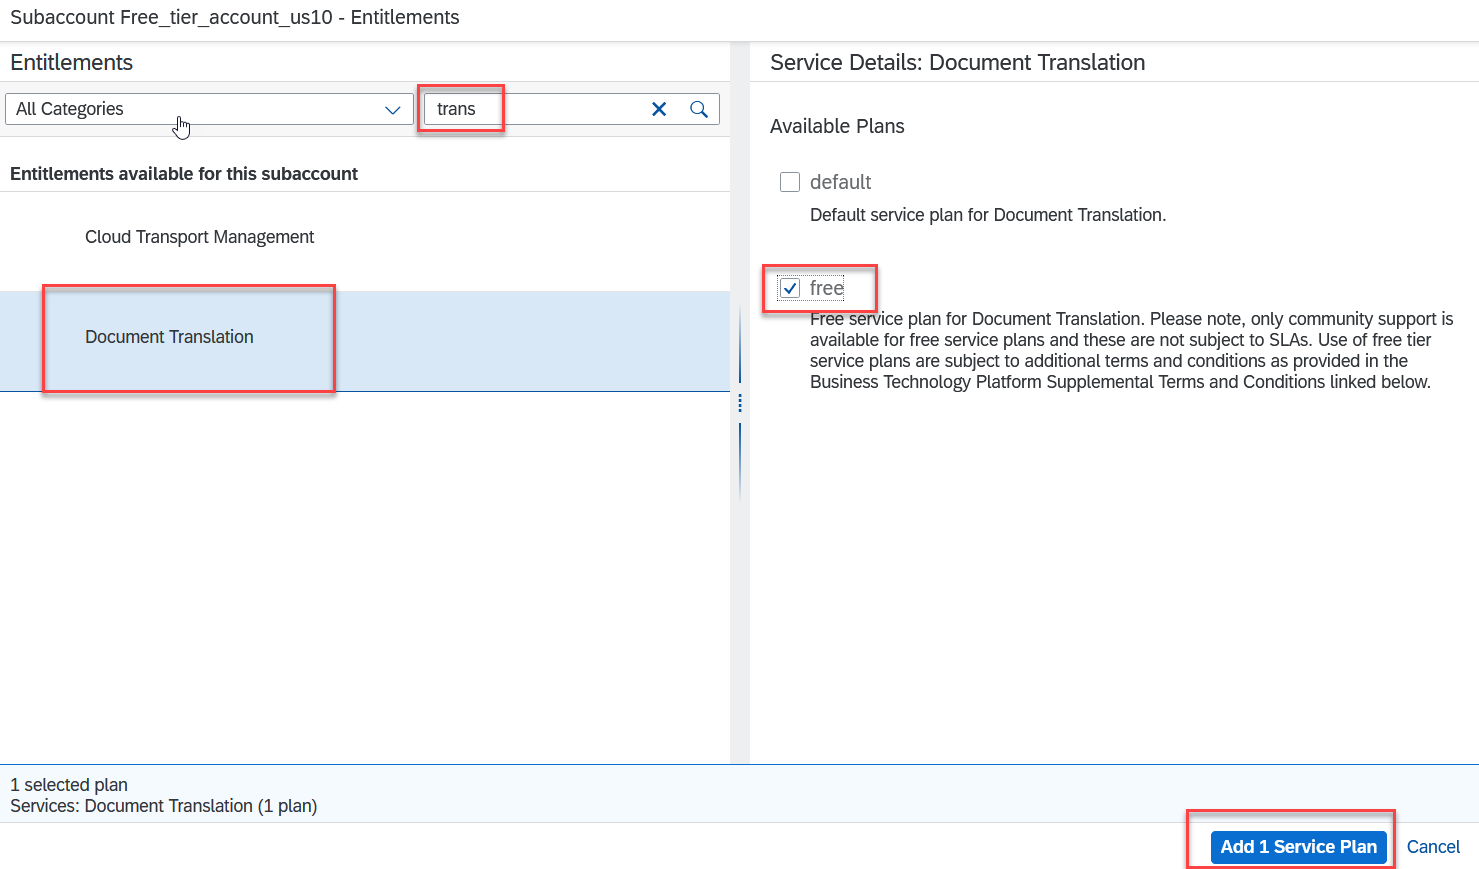 Subaccount Free_tier_account_us10 - Entitlements
Entitlements
All Categories
trans
Entitlements available for this subaccount
Cloud Transport Management
Document Translation
Service Details: Document Translation
Available Plans
default
Default service plan for Document Translation.
free
Free service plan for Document Translation. Please note, only community support is
available for free service plans and these are not subject to SLAs. Use of free tier
service plans are subject to additional terms and conditions as provided in the
Business Technology Platform Supplemental Terms and Conditions linked below.
1 selected plan
Services: Document Translation (1 plan)
Add 1 Service Plan
Cancel